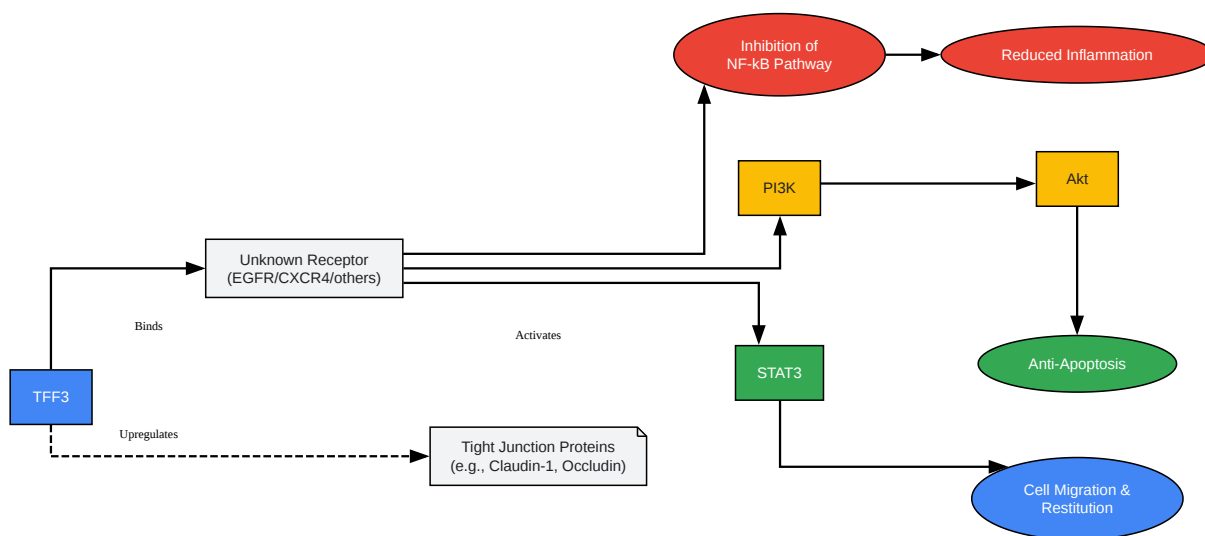 Inhibition of
NF-kB Pathway
Reduced Inflammation
PI3K
Akt
Unknown Receptor
(EGFR/CXCR4/others)
Binds
Activates
Anti-Apoptosis
STAT3
TFF3
Upregulates
Tight Junction Proteins
(e.g., Claudin-1, Occludin)
Cell Migration &
Restitution